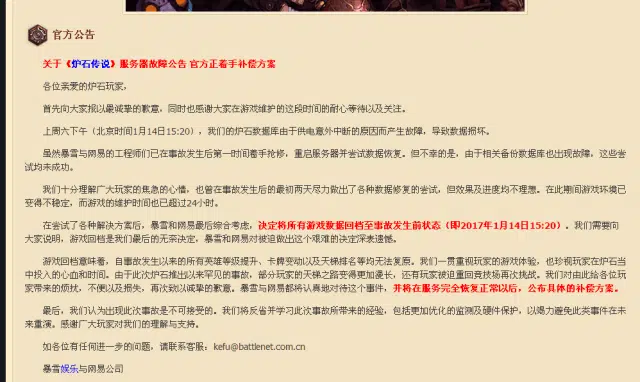 官方公告
关于《炉石传说》服务器故障公告 官方正着手补偿方案
各位亲爱的炉石玩家，
首先向大家报以最诚挚的歉意，同时也感谢大家在游戏维护的这段时间的耐心等待以及关注。
上周六下午（北京时间1月14日15:20），我们的炉石数据库由于供电意外中断的原因而产生故障，导致数据损坏。
虽然暴雪与网易的工程师们已在事故发生后第一时间着手抢修，重启服务器并尝试数据恢复。但不幸的是，由于相关备份数据库也出现故障，这些尝
试均未成功。
我们十分理解广大玩家的焦急的心情，也曾在事故发生后的最初两天尽力做出了各种数据修复的尝试，但效果及进度均不理想。在此期间游戏环境已
变得不稳定，而游戏的维护时间也已超过24小时。
在尝试了各种解决方案后，暴雪和网易最后综合考虑，决定将所有游戏数据回档至事故发生前状态（即2017年1月14日15:20）。我们需要向
大家说明，游戏回档是我们最后的无奈决定，暴雪和网易对被迫做出这个艰难的决定深表遗憾。
游戏回档意味着，自事故发生以来的所有英雄等级提升、卡牌变动以及天梯排名等均无法复原。我们一贯重视玩家的游戏体验，也珍视玩家在炉石当
中投入的心血和时间。由于此次炉石推出以来罕见的事故，部分玩家的天梯之路变得更加漫长，还有玩家被迫重回竞技场再次挑战。我们对由此给各位玩
家带来的烦扰，不便以及损失，再次致以诚挚的歉意。暴雪与网易都将认真地对待这个事件，并将在服务完全恢复正常以后，公布具体的补偿方案。
最后，我们认为出现此次事故是不可接受的。我们将反省并学习此次事故所带来的经验，包括更加优化的监测及硬件保护，以竭力避免此类事件在未
来重演。感谢广大玩家对我们的理解与支持。
如各位有任何进一步的问题，请联系客服：kefu@battlenet.com.cn
暴雪娱乐与网易公司